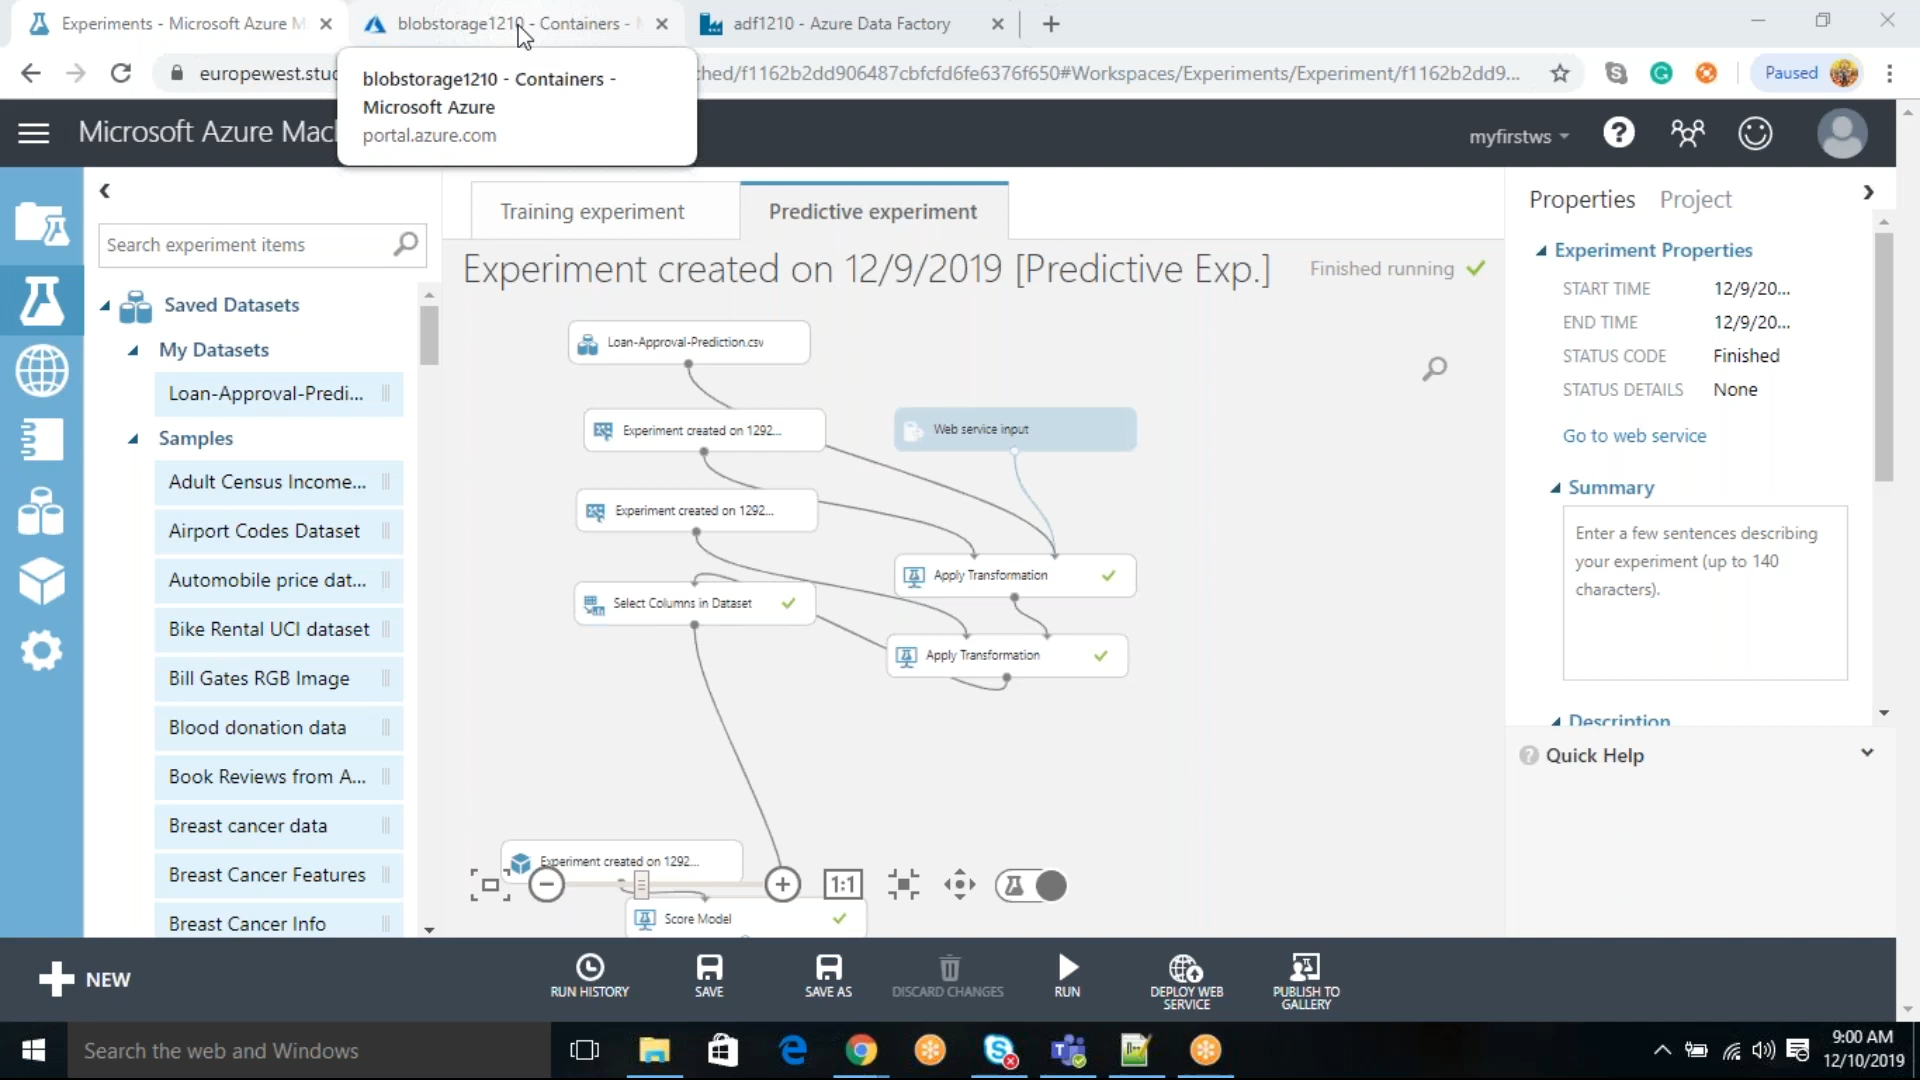 Experiments - Microsoft Azure M
blobstorage1210 - Containers -
adf1210 - Azure Data Factory
europewest.stuc
ched/f1162b2dd906487cbfcfd6fe6376f650#Workspaces/Experiments/Experiment/f1162b2dd9...
Paused
blobstorage1210 - Containers -
Microsoft Azure
portal.azure.com
Microsoft Azure Mac
myfirstws
Search experiment items
Saved Datasets
My Datasets
Loan-Approval-Predi...
Samples
Adult Census Income...
Airport Codes Dataset
Automobile price dat...
Bike Rental UCI dataset
Bill Gates RGB Image
Blood donation data
Book Reviews from A...
Breast cancer data
Breast Cancer Features
Breast Cancer Info
Training experiment
Predictive experiment
Experiment created on 12/9/2019 [Predictive Exp.]
Finished running
Loan-Approval-Prediction.csv
Experiment created on 1292...
Web service input
Experiment created on 1292...
Apply Transformation
Select Columns in Dataset
Apply Transformation
Experiment created on 1292...
1:1
Score Model
Properties
Project
Experiment Properties
START TIME 12/9/20...
END TIME 12/9/20...
STATUS CODE Finished
STATUS DETAILS None
Go to web service
Summary
Enter a few sentences describing
your experiment (up to 140
characters).
Description
Quick Help
NEW
RUN HISTORY
SAVE
SAVE AS
DISCARD CHANGES
RUN
DEPLOY WEB
SERVICE
PUBLISH TO
GALLERY
Search the web and Windows
9:00 AM
12/10/2019